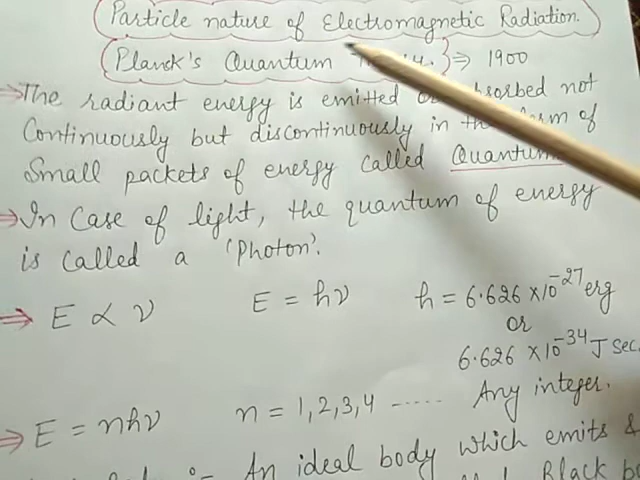 Particle nature of Electromagnetic Radiation.
Planck's Quantum ⇒ 1900
⇒ The radiant energy is emitted absorbed not
Continuously but discontinuously in the form of
Small packets of energy called Quantum
⇒ In Case of light, the quantum of energy
is called a 'Photon'.
⇒ E ∝ ν E = hν h = 6.626 × 10⁻²⁷ erg
or
6.626 × 10⁻³⁴ J Sec.
⇒ E = nhν n = 1, 2, 3, 4 ...... Any integer.
An ideal body which emits &
Black